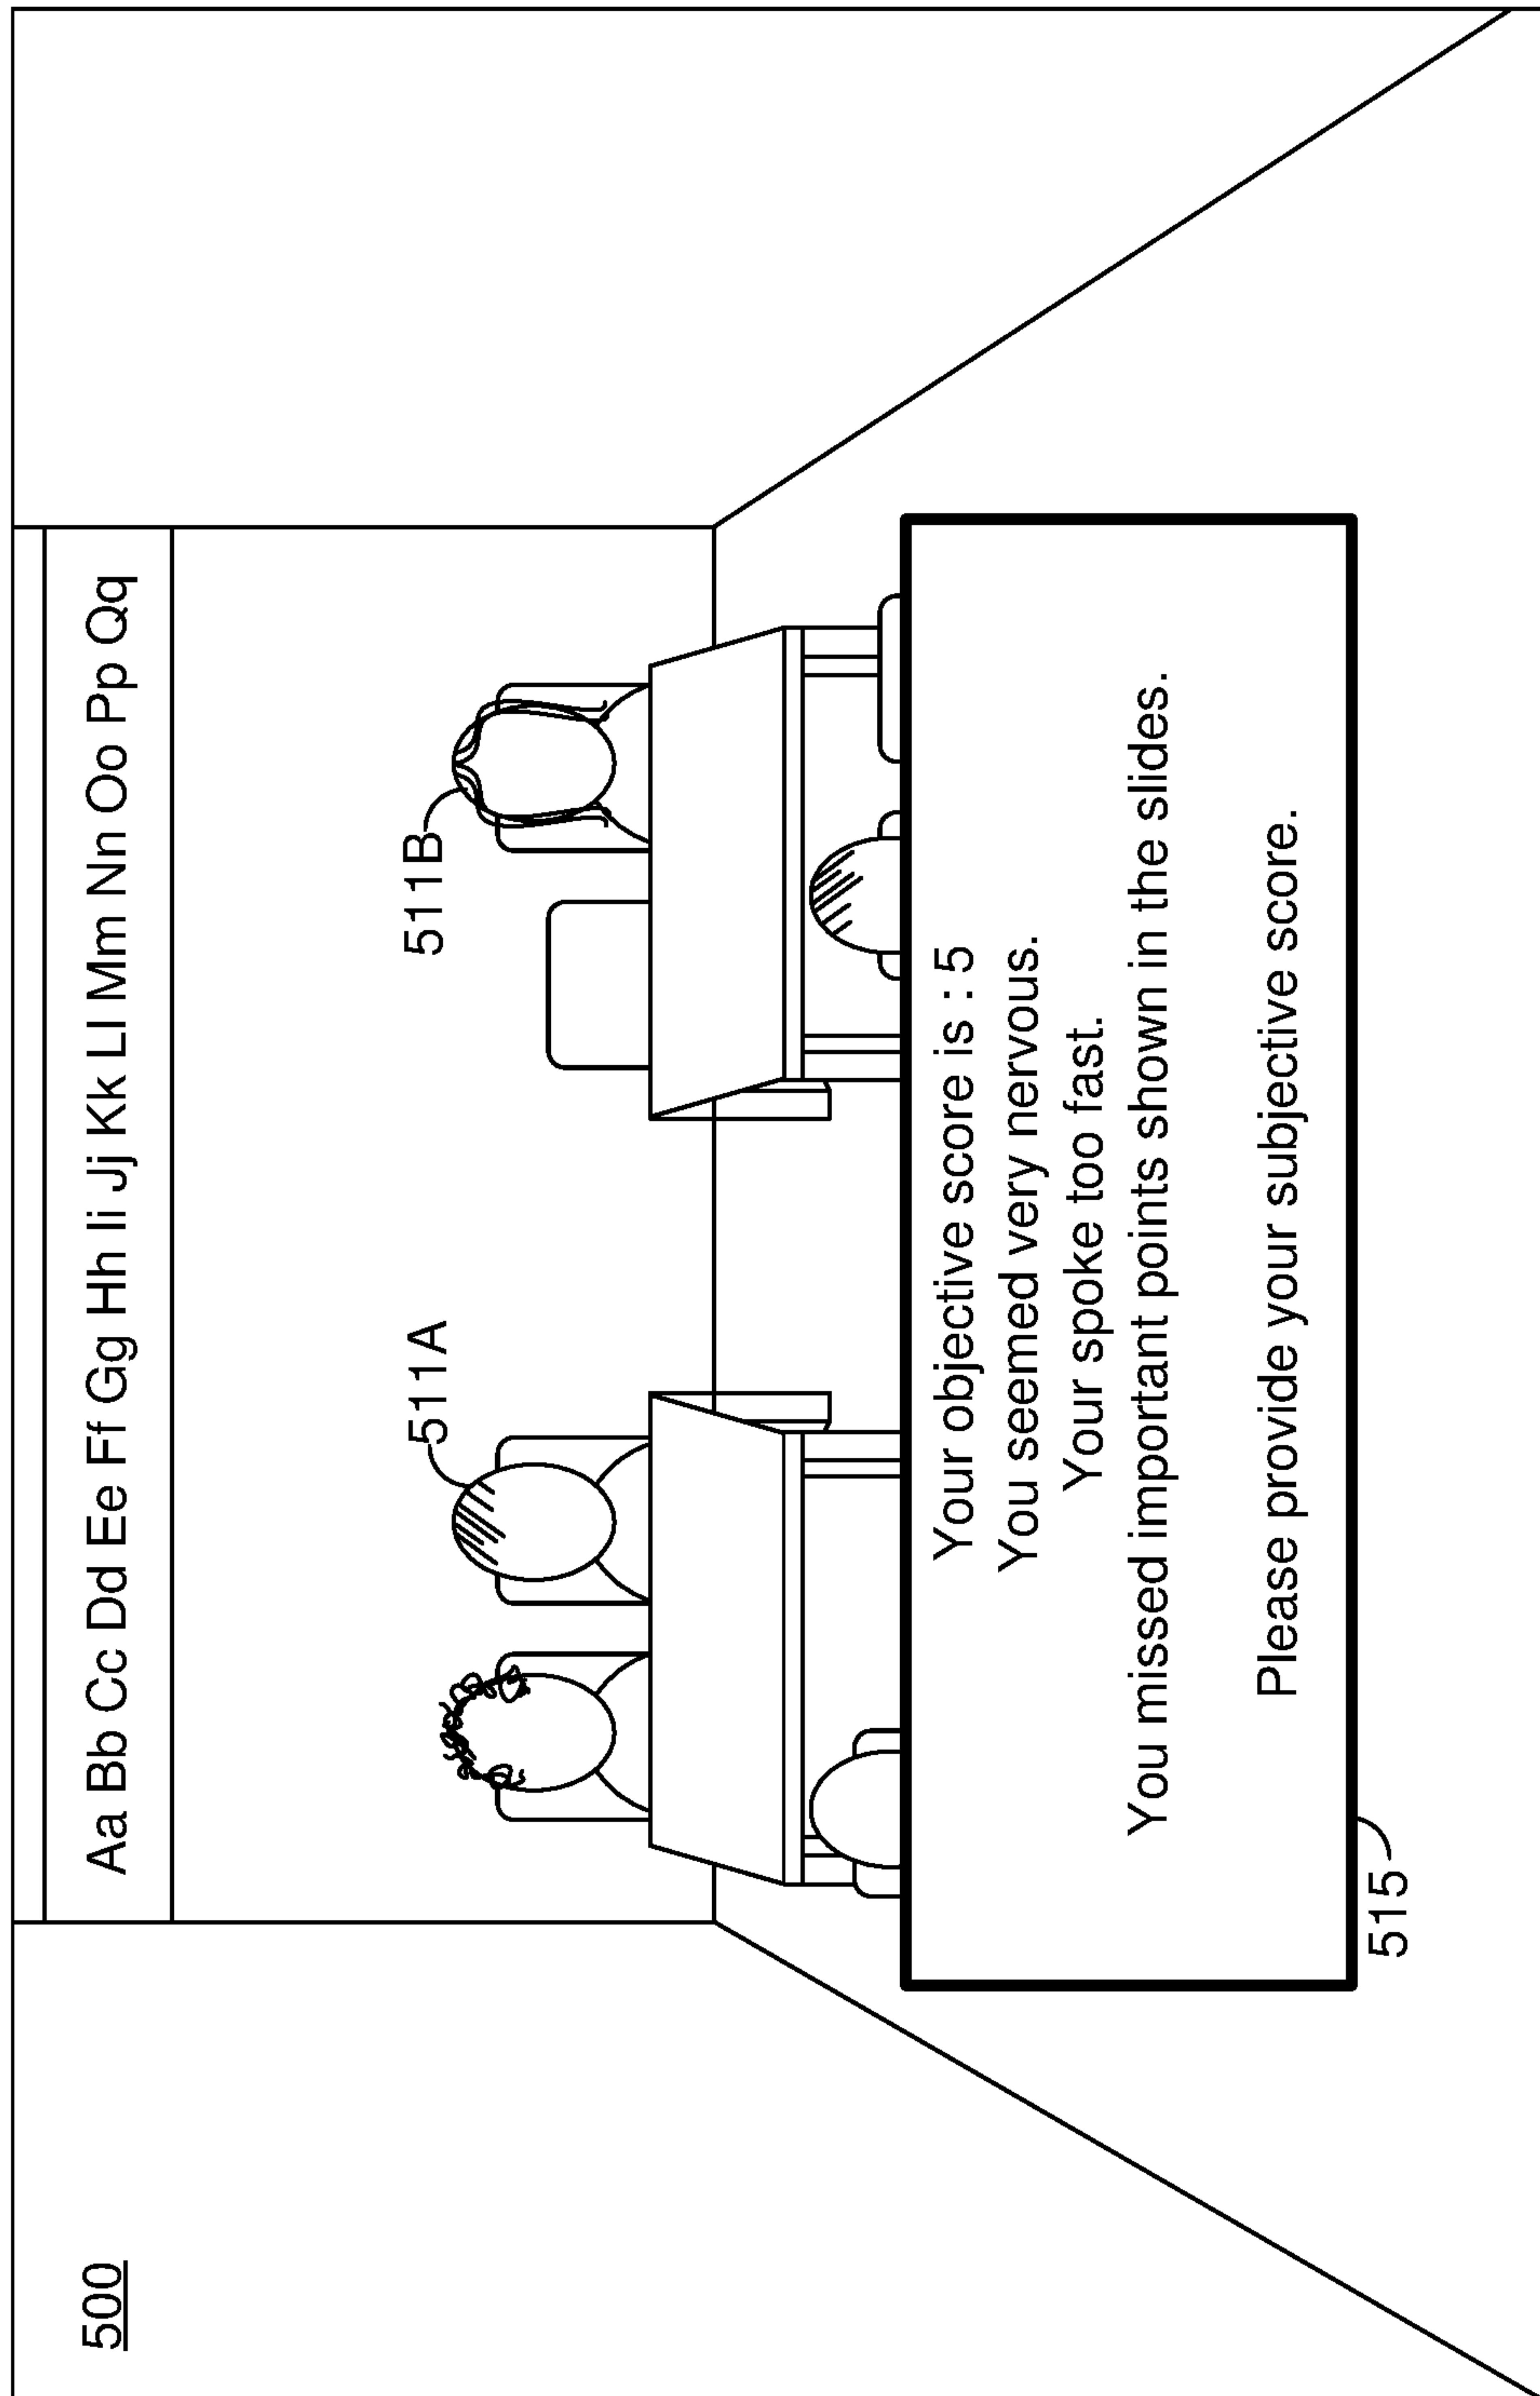 500
Aa Bb Cc Dd Ee Ff Gg Hh Ii Jj Kk Ll Mm Nn Oo Pp Qq
511A
511B
Your objective score is : 5
You seemed very nervous.
Your spoke too fast.
You missed important points shown in the slides.
Please provide your subjective score.
515